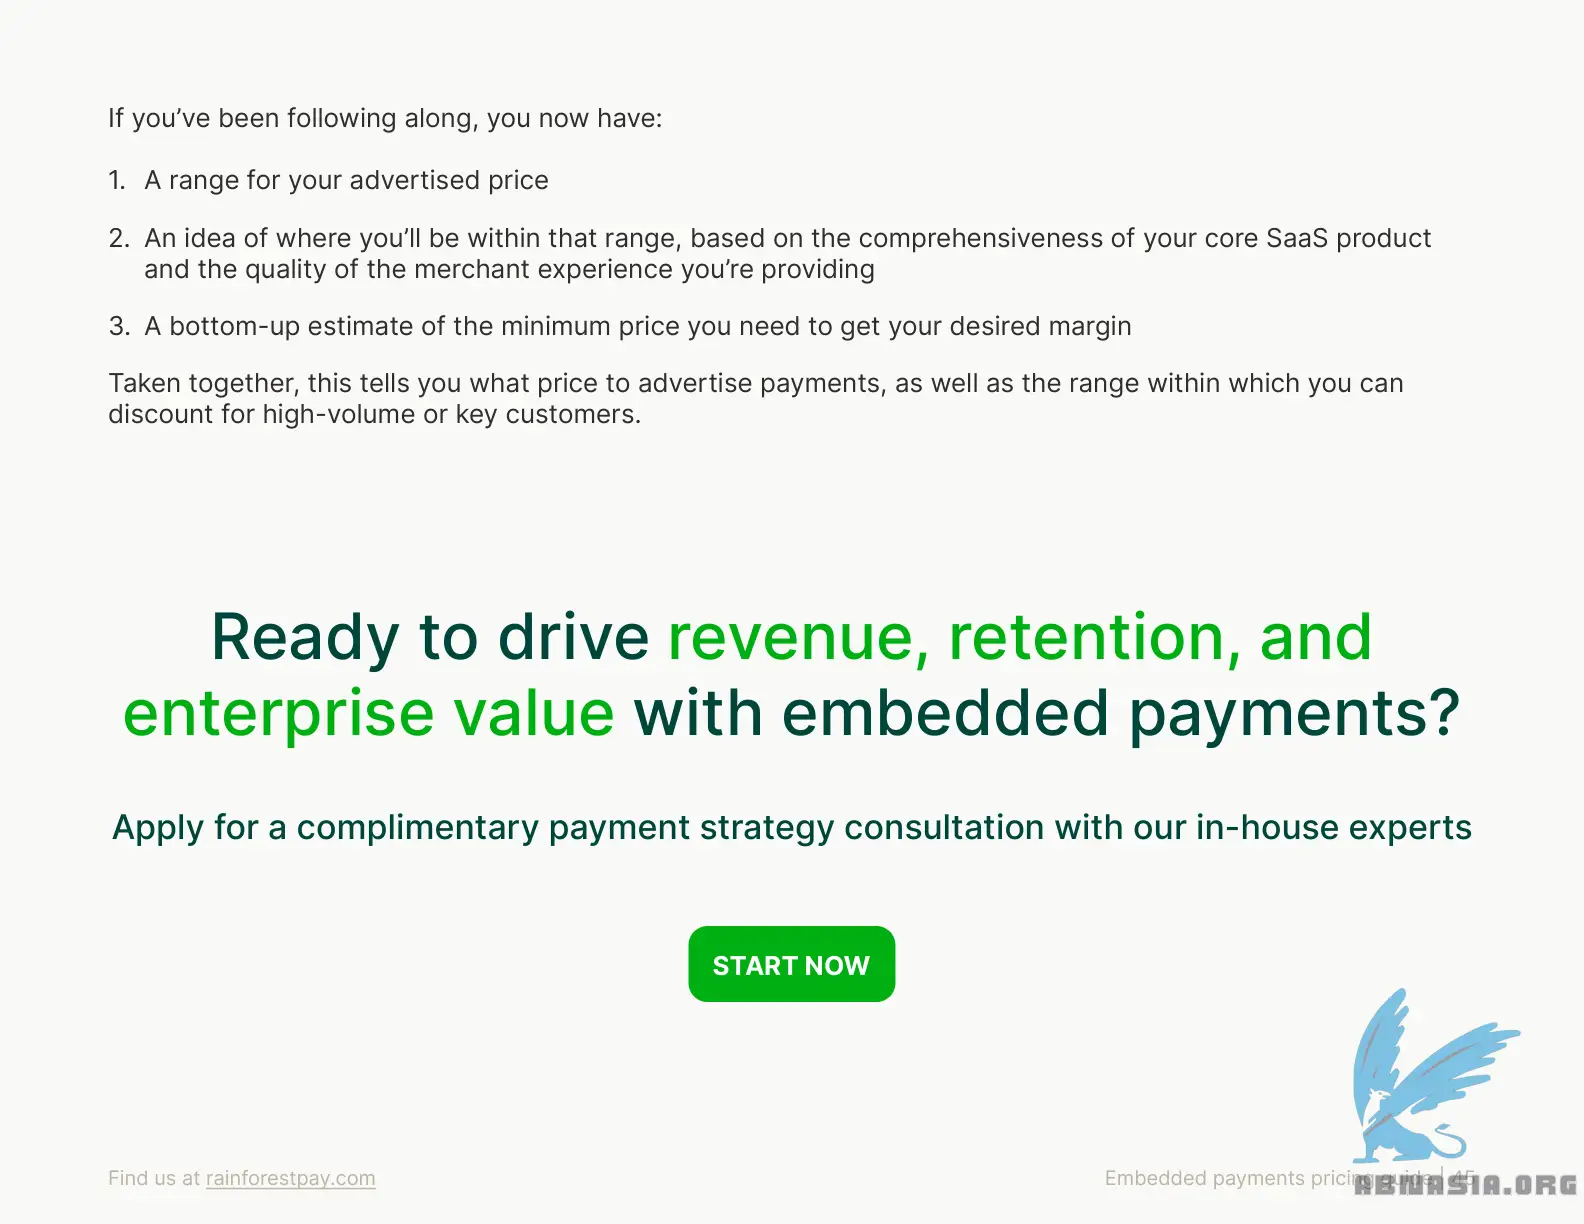 If you’ve been following along, you now have:
1. A range for your advertised price
2. An idea of where you’ll be within that range, based on the comprehensiveness of your core SaaS product
and the quality of the merchant experience you’re providing
3. A bottom-up estimate of the minimum price you need to get your desired margin
Taken together, this tells you what price to advertise payments, as well as the range within which you can
discount for high-volume or key customers.
Ready to drive revenue, retention, and
enterprise value with embedded payments?
Apply for a complimentary payment strategy consultation with our in-house experts
START NOW
Find us at rainforestpay.com
Embedded payments pricing guide | 45
ABIMASIA.ORG